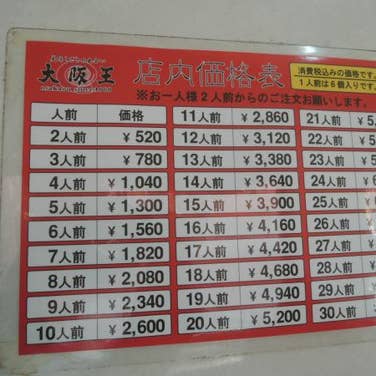 大阪王
店内価格表
消費税込みの価格です。
1人前は6個入りです。
※お一人様2人前からのご注文お願いします。
人前 価格
2人前 ¥520
3人前 ¥780
4人前 ¥1,040
5人前 ¥1,300
6人前 ¥1,560
7人前 ¥1,820
8人前 ¥2,080
9人前 ¥2,340
10人前 ¥2,600
11人前 ¥2,860
12人前 ¥3,120
13人前 ¥3,380
14人前 ¥3,640
15人前 ¥3,900
16人前 ¥4,160
17人前 ¥4,420
18人前 ¥4,680
19人前 ¥4,940
20人前 ¥5,200
21人前 ¥5,
22人前 ¥5,
23人前 ¥5,
24人前 ¥6,
25人前 ¥
26人前 ¥
27人前 ¥
28人前 ¥
29人前 ¥
30人前 ¥